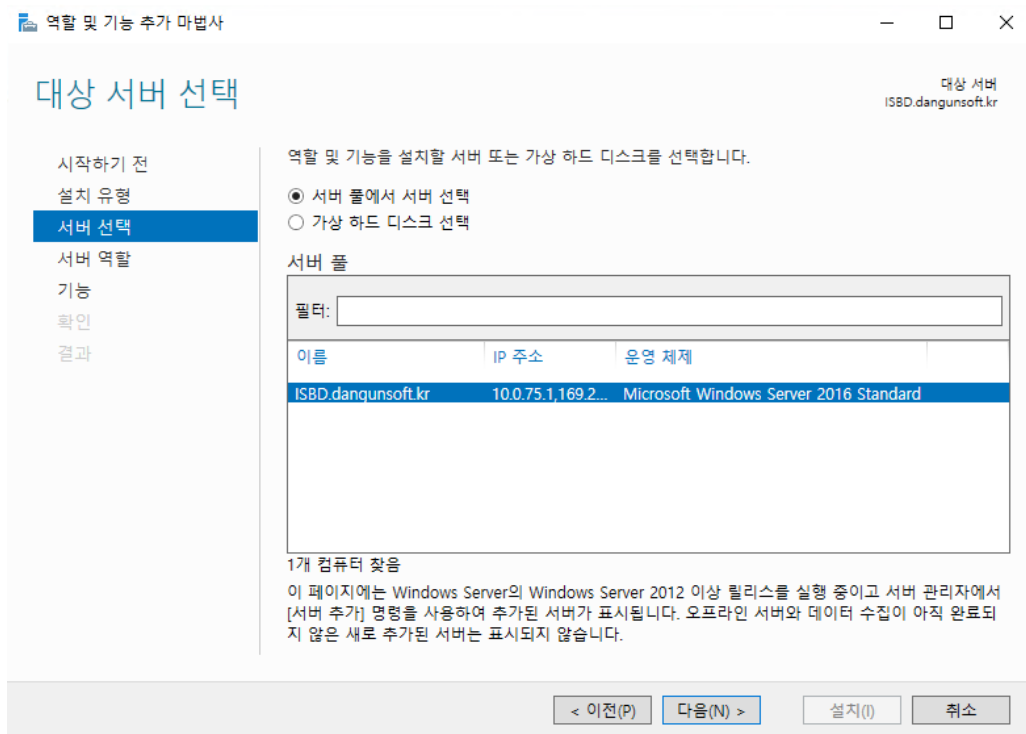 역할 및 기능 추가 마법사
대상 서버 선택
대상 서버
ISBD.dangunsoft.kr
시작하기 전
설치 유형
서버 선택
서버 역할
기능
확인
결과
역할 및 기능을 설치할 서버 또는 가상 하드 디스크를 선택합니다.
서버 풀에서 서버 선택
가상 하드 디스크 선택
서버 풀
필터:
이름 IP 주소 운영 체제
ISBD.dangunsoft.kr 10.0.75.1,169.2... Microsoft Windows Server 2016 Standard
1개 컴퓨터 찾음
이 페이지에는 Windows Server의 Windows Server 2012 이상 릴리스를 실행 중이고 서버 관리자에서
[서버 추가] 명령을 사용하여 추가된 서버가 표시됩니다. 오프라인 서버와 데이터 수집이 아직 완료되
지 않은 새로 추가된 서버는 표시되지 않습니다.
< 이전(P) 다음(N) > 설치(I) 취소